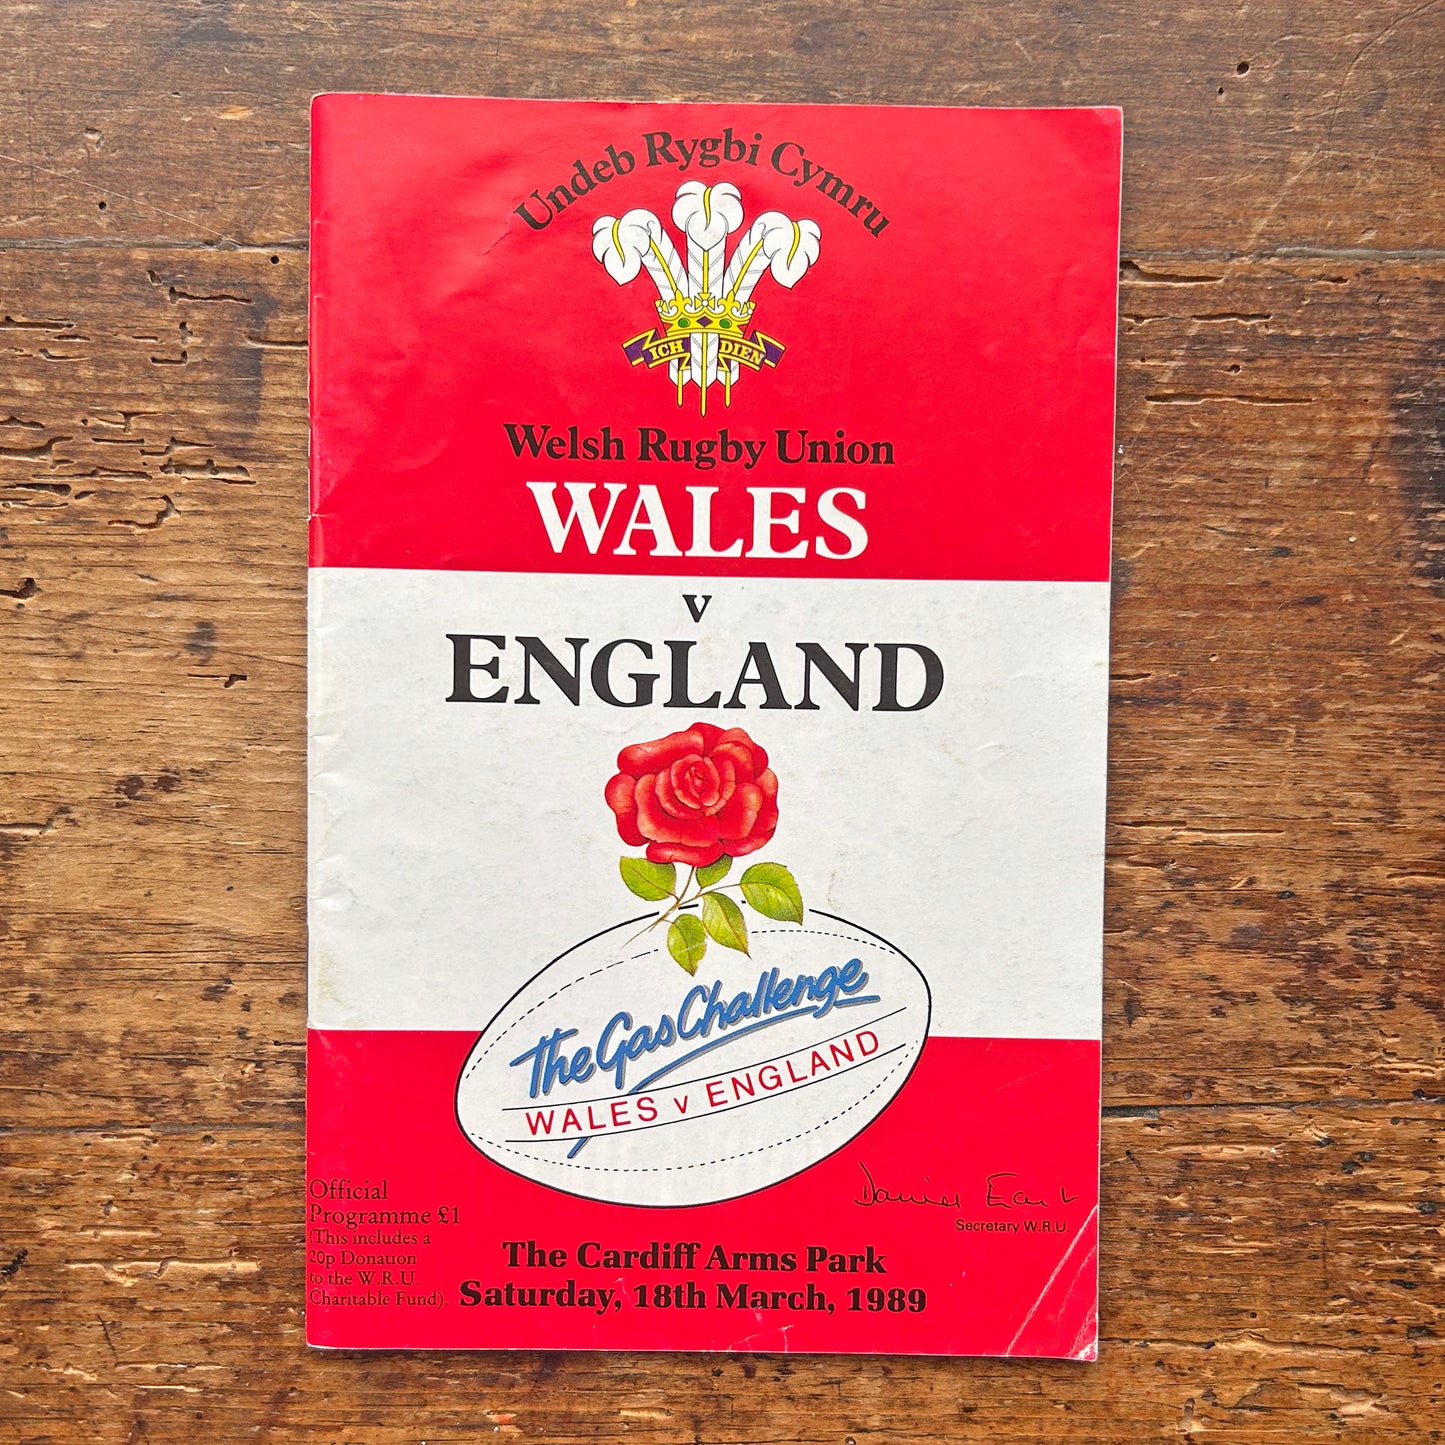 Undeb Rygbi Cymru
ICH DIEN
Welsh Rugby Union
WALES
v
ENGLAND
The Gas Challenge
WALES v ENGLAND
Official
Programme £1
(This includes a
20p Donation
to the W.R.U.
Charitable Fund).
Secretary W.R.U.
The Cardiff Arms Park
Saturday, 18th March, 1989